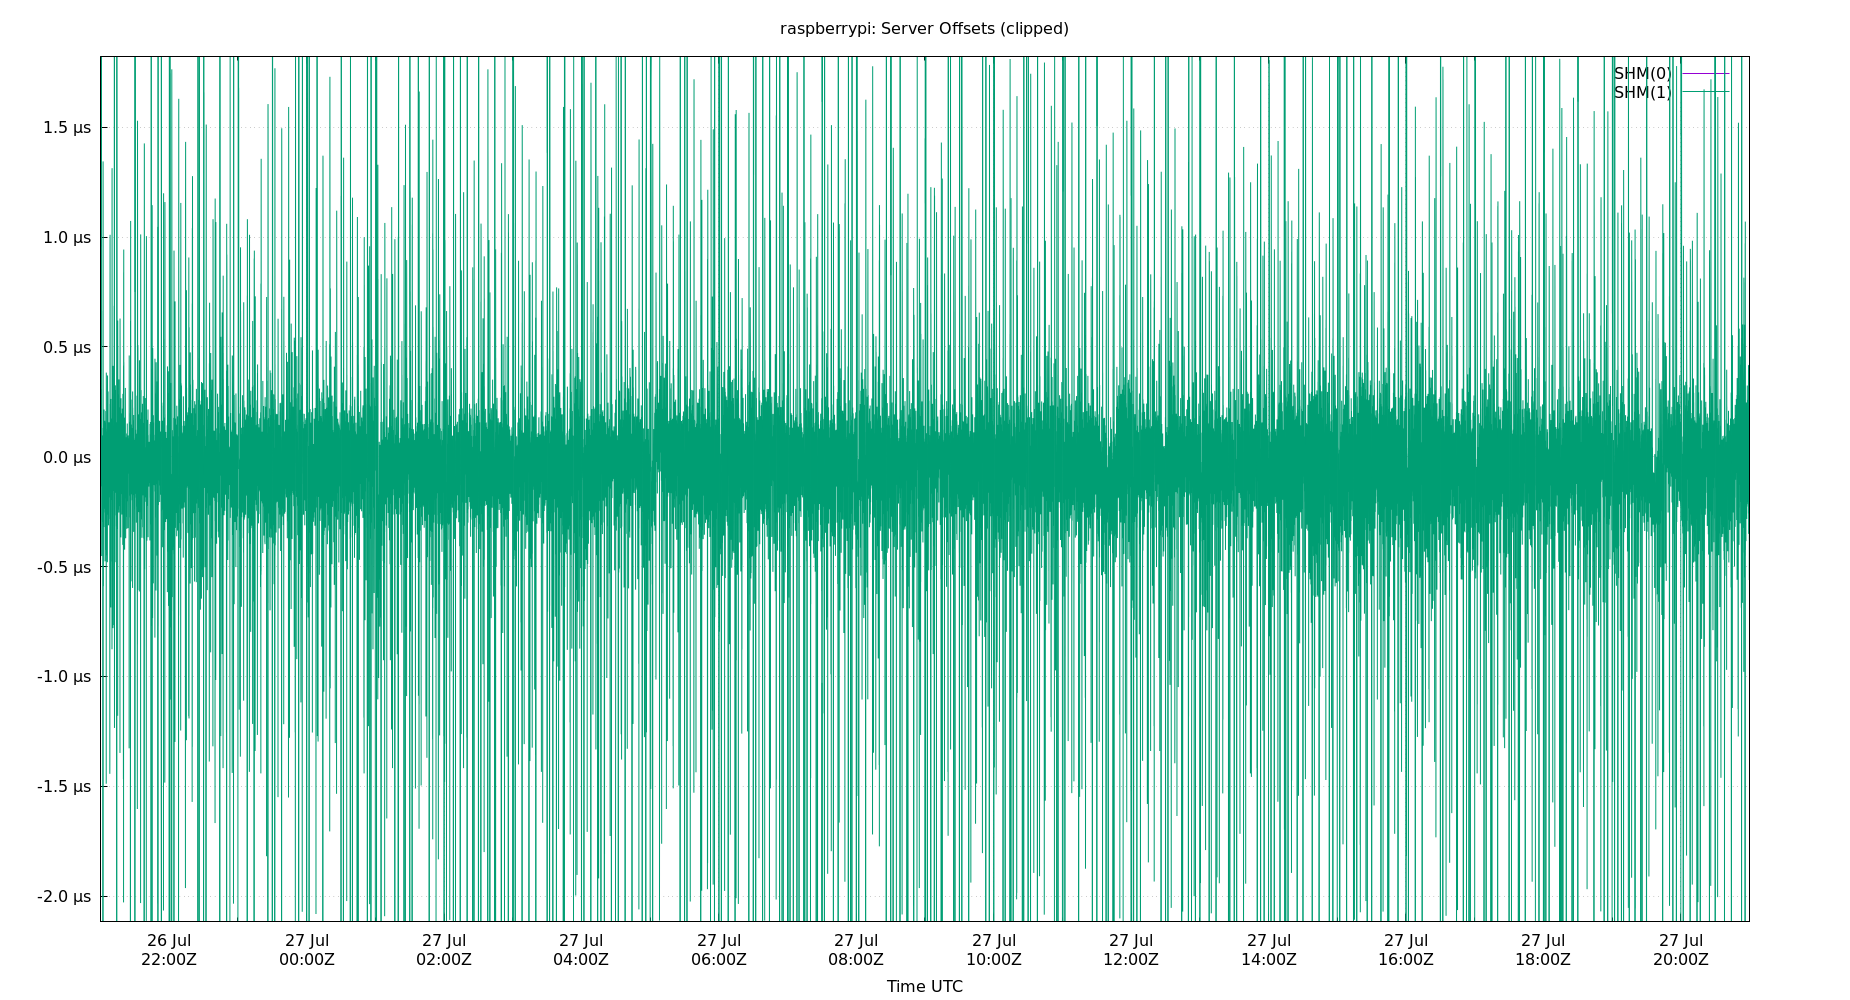 raspberrypi: Server Offsets (clipped)
SHM(0)
SHM(1)
1.5 µs
1.0 µs
0.5 µs
0.0 µs
-0.5 µs
-1.0 µs
-1.5 µs
-2.0 µs
26 Jul 27 Jul 27 Jul 27 Jul 27 Jul 27 Jul 27 Jul 27 Jul 27 Jul 27 Jul 27 Jul 27 Jul
22:00Z 00:00Z 02:00Z 04:00Z 06:00Z 08:00Z 10:00Z 12:00Z 14:00Z 16:00Z 18:00Z 20:00Z
Time UTC